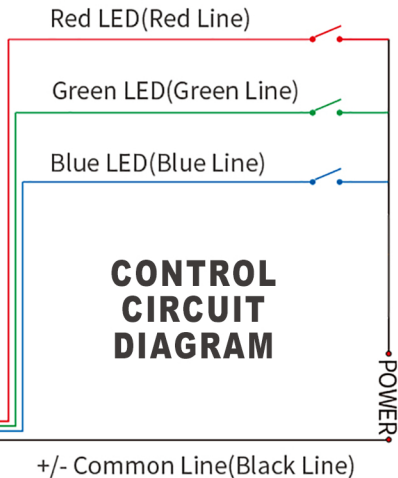 Red LED(Red Line)
Green LED(Green Line)
Blue LED(Blue Line)
CONTROL
CIRCUIT
DIAGRAM
POWER
+/- Common Line(Black Line)